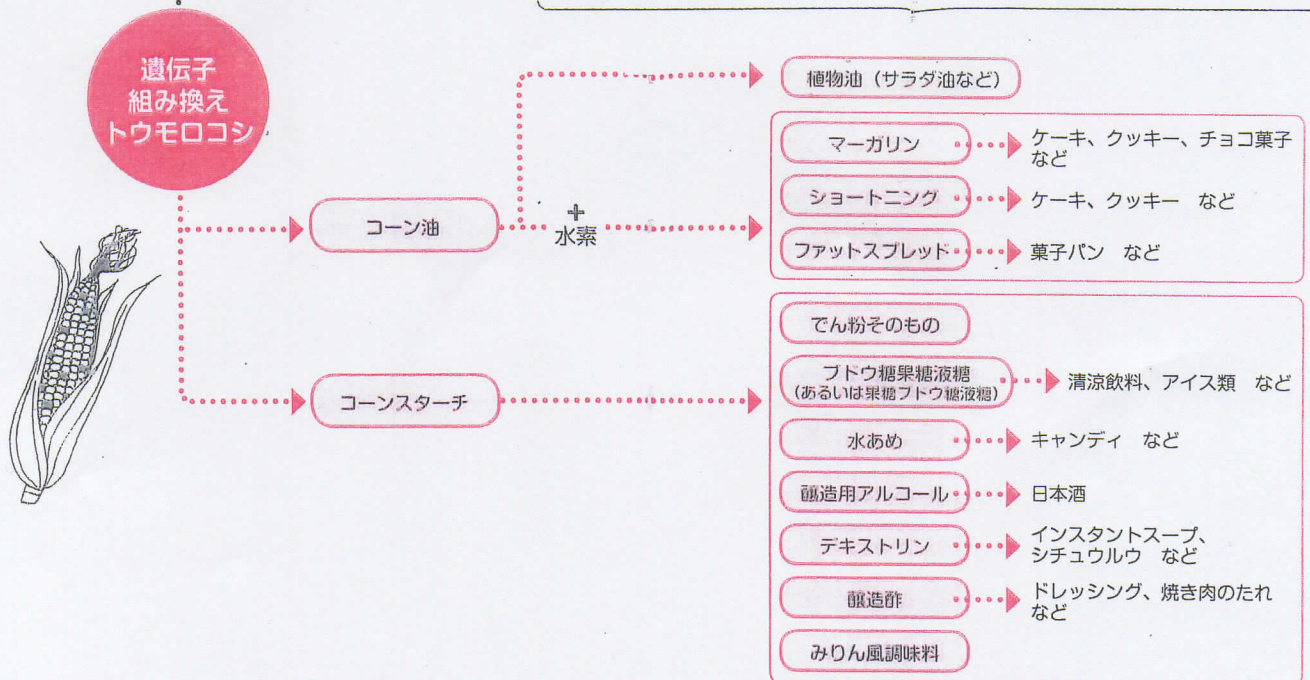 遺伝子
組み換え
トウモロコシ
コーン油
+
水素
植物油（サラダ油など）
マーガリン
ケーキ、クッキー、チョコ菓子
など
ショートニング
ケーキ、クッキー　など
ファットスプレッド
菓子パン　など
コーンスターチ
でん粉そのもの
ブドウ糖果糖液糖
（あるいは果糖ブドウ糖液糖）
清涼飲料、アイス類　など
水あめ
キャンディ　など
醸造用アルコール
日本酒
デキストリン
インスタントスープ、
シチュウルウ　など
醸造酢
ドレッシング、焼き肉のたれ
など
みりん風調味料